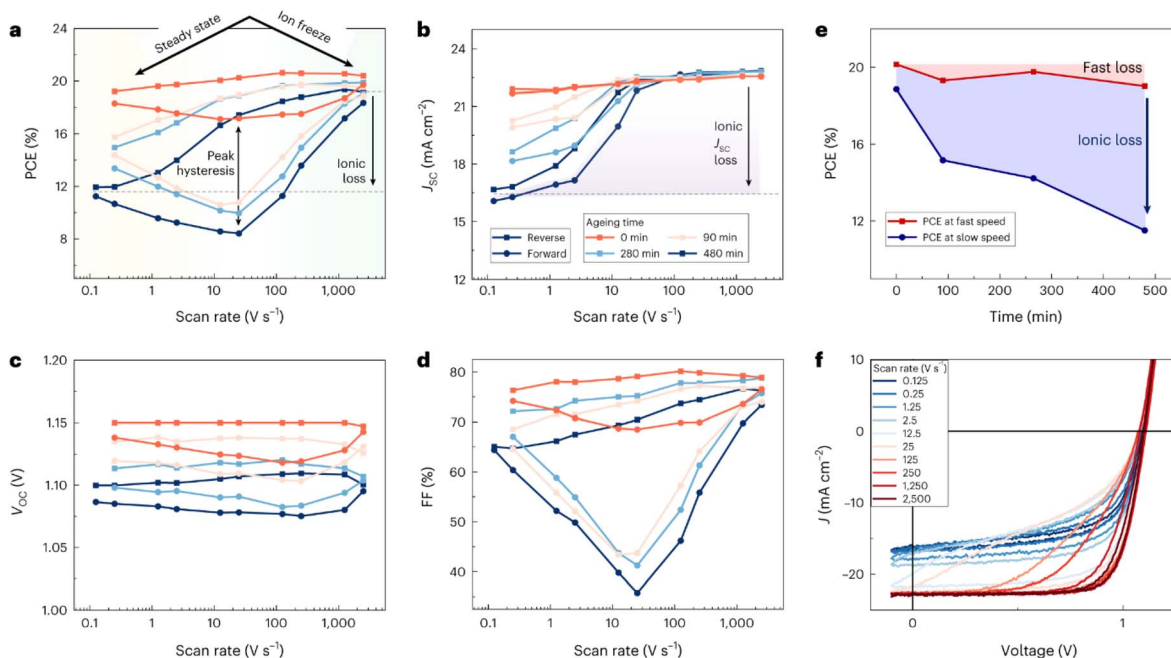 a
PCE (%)
24
20
16
12
8
Steady state
Ion freeze
Peak
hysteresis
Ionic
loss
0.1
1
10
100
1,000
Scan rate (V s⁻¹)
b
J_SC (mA cm⁻²)
24
21
18
15
12
Ionic
J_SC
loss
Reverse
Forward
Ageing time
0 min
90 min
280 min
480 min
0.1
1
10
100
1,000
Scan rate (V s⁻¹)
e
PCE (%)
20
16
12
Fast loss
Ionic loss
PCE at fast speed
PCE at slow speed
0
100
200
300
400
500
Time (min)
c
V_OC (V)
1.20
1.15
1.10
1.05
1.00
0.1
1
10
100
1,000
Scan rate (V s⁻¹)
d
FF (%)
80
70
60
50
40
0.1
1
10
100
1,000
Scan rate (V s⁻¹)
f
J (mA cm⁻²)
10
0
−10
−20
Scan rate (V s⁻¹)
0.125
0.25
1.25
2.5
12.5
25
125
250
1,250
2,500
0
1
Voltage (V)